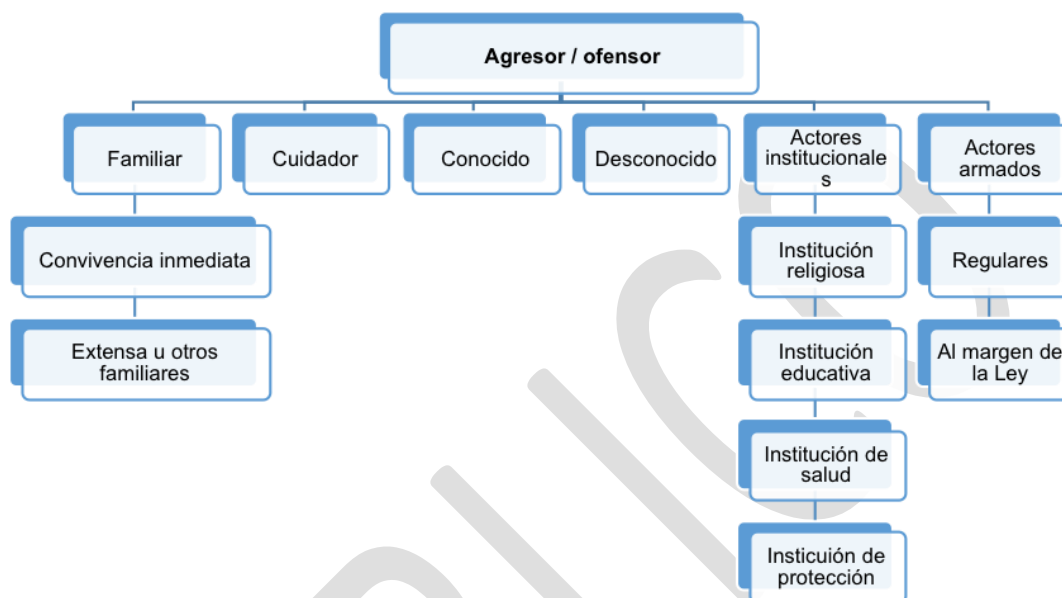 Agresor / ofensor
Familiar
Cuidador
Conocido
Desconocido
Actores
institucionale
s
Actores
armados
Convivencia inmediata
Institución
religiosa
Regulares
Extensa u otros
familiares
Institución
educativa
Al margen de
la Ley
Institución de
salud
Insticuión de
protección